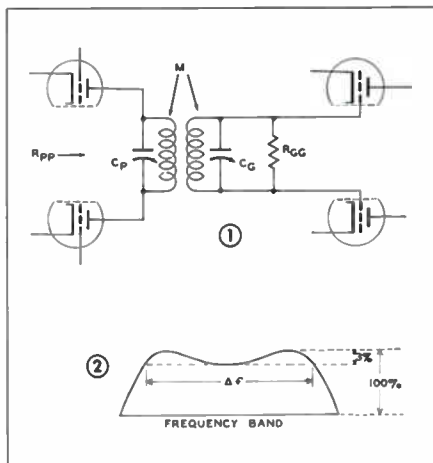 M
RPP
CP
CG
RGG
①
②
3%
Δf
100%
FREQUENCY BAND